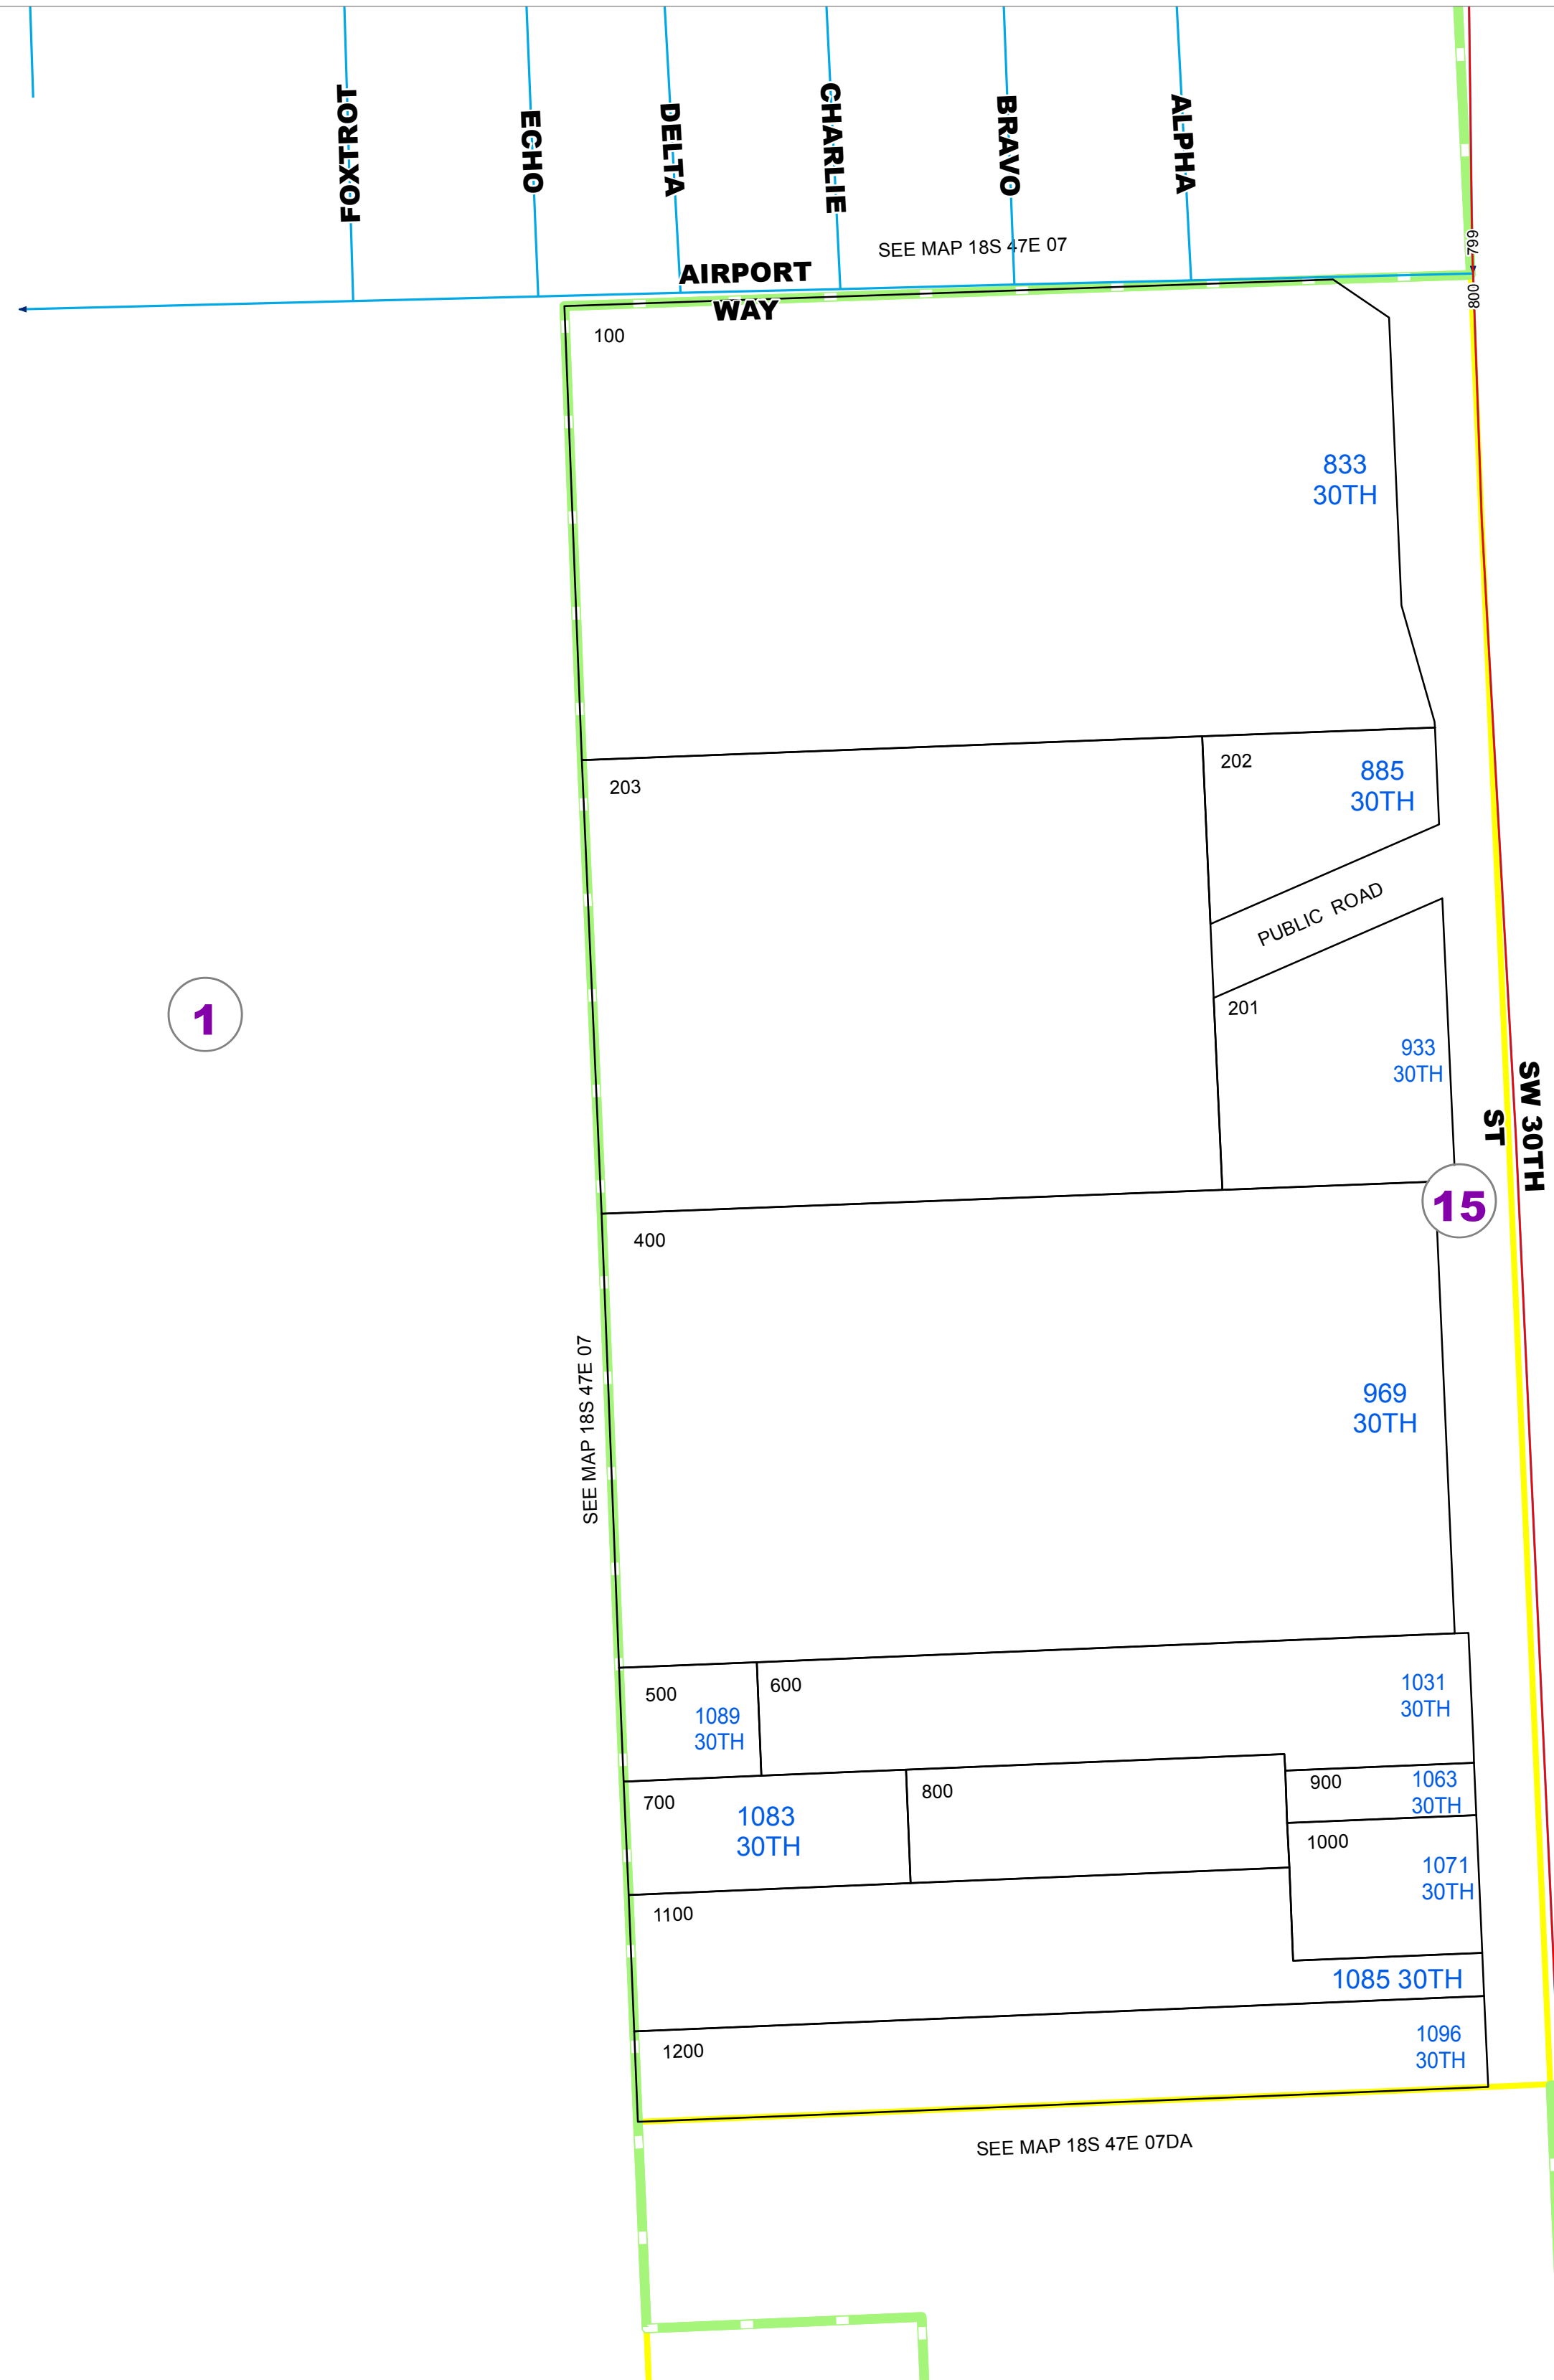 FOXTROT
ECHO
DELTA
CHARLIE
BRAVO
ALPHA
SEE MAP 18S 47E 07
799
800
AIRPORT
WAY
100
833
30TH
203
202
885
30TH
PUBLIC ROAD
201
933
30TH
1
SW 30TH
ST
15
400
969
30TH
SEE MAP 18S 47E 07
500
1089
30TH
600
1031
30TH
700
1083
30TH
800
900
1063
30TH
1000
1071
30TH
1100
1085 30TH
1200
1096
30TH
SEE MAP 18S 47E 07DA